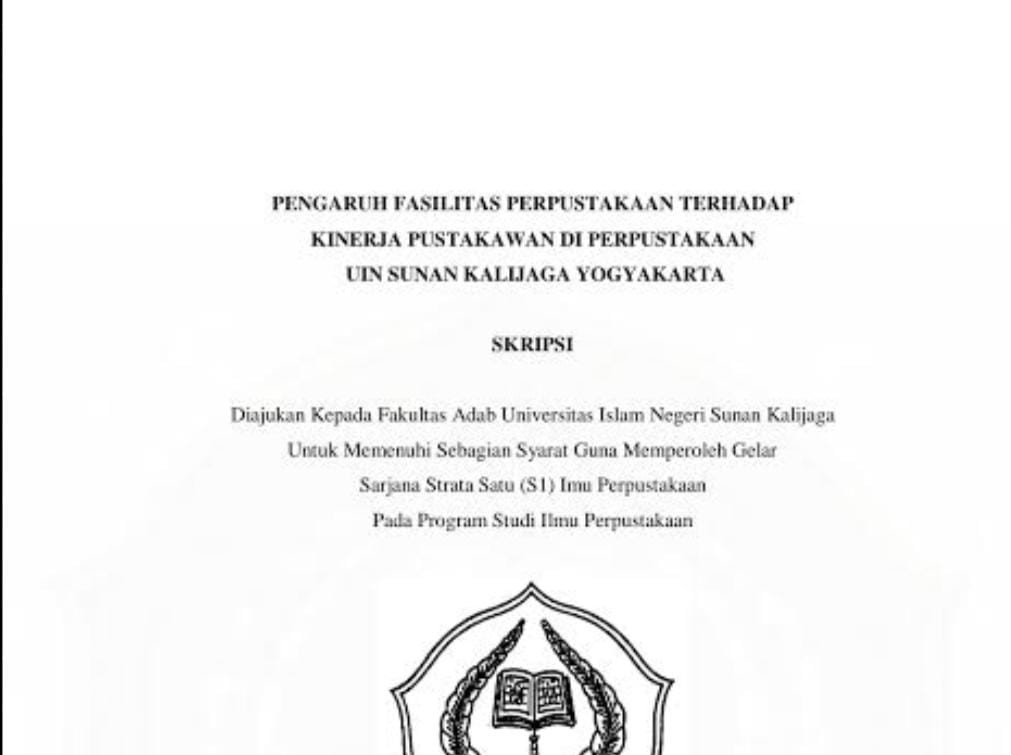 PENGARUH FASILITAS PERPUSTAKAAN TERHADAP
KINERJA PUSTAKAWAN DI PERPUSTAKAAN
UIN SUNAN KALIJAGA YOGYAKARTA
SKRIPSI
Diajukan Kepada Fakultas Adab Universitas Islam Negeri Sunan Kalijaga
Untuk Memenuhi Sebagian Syarat Guna Memperoleh Gelar
Sarjana Strata Satu (S1) Imu Perpustakaan
Pada Program Studi Ilmu Perpustakaan